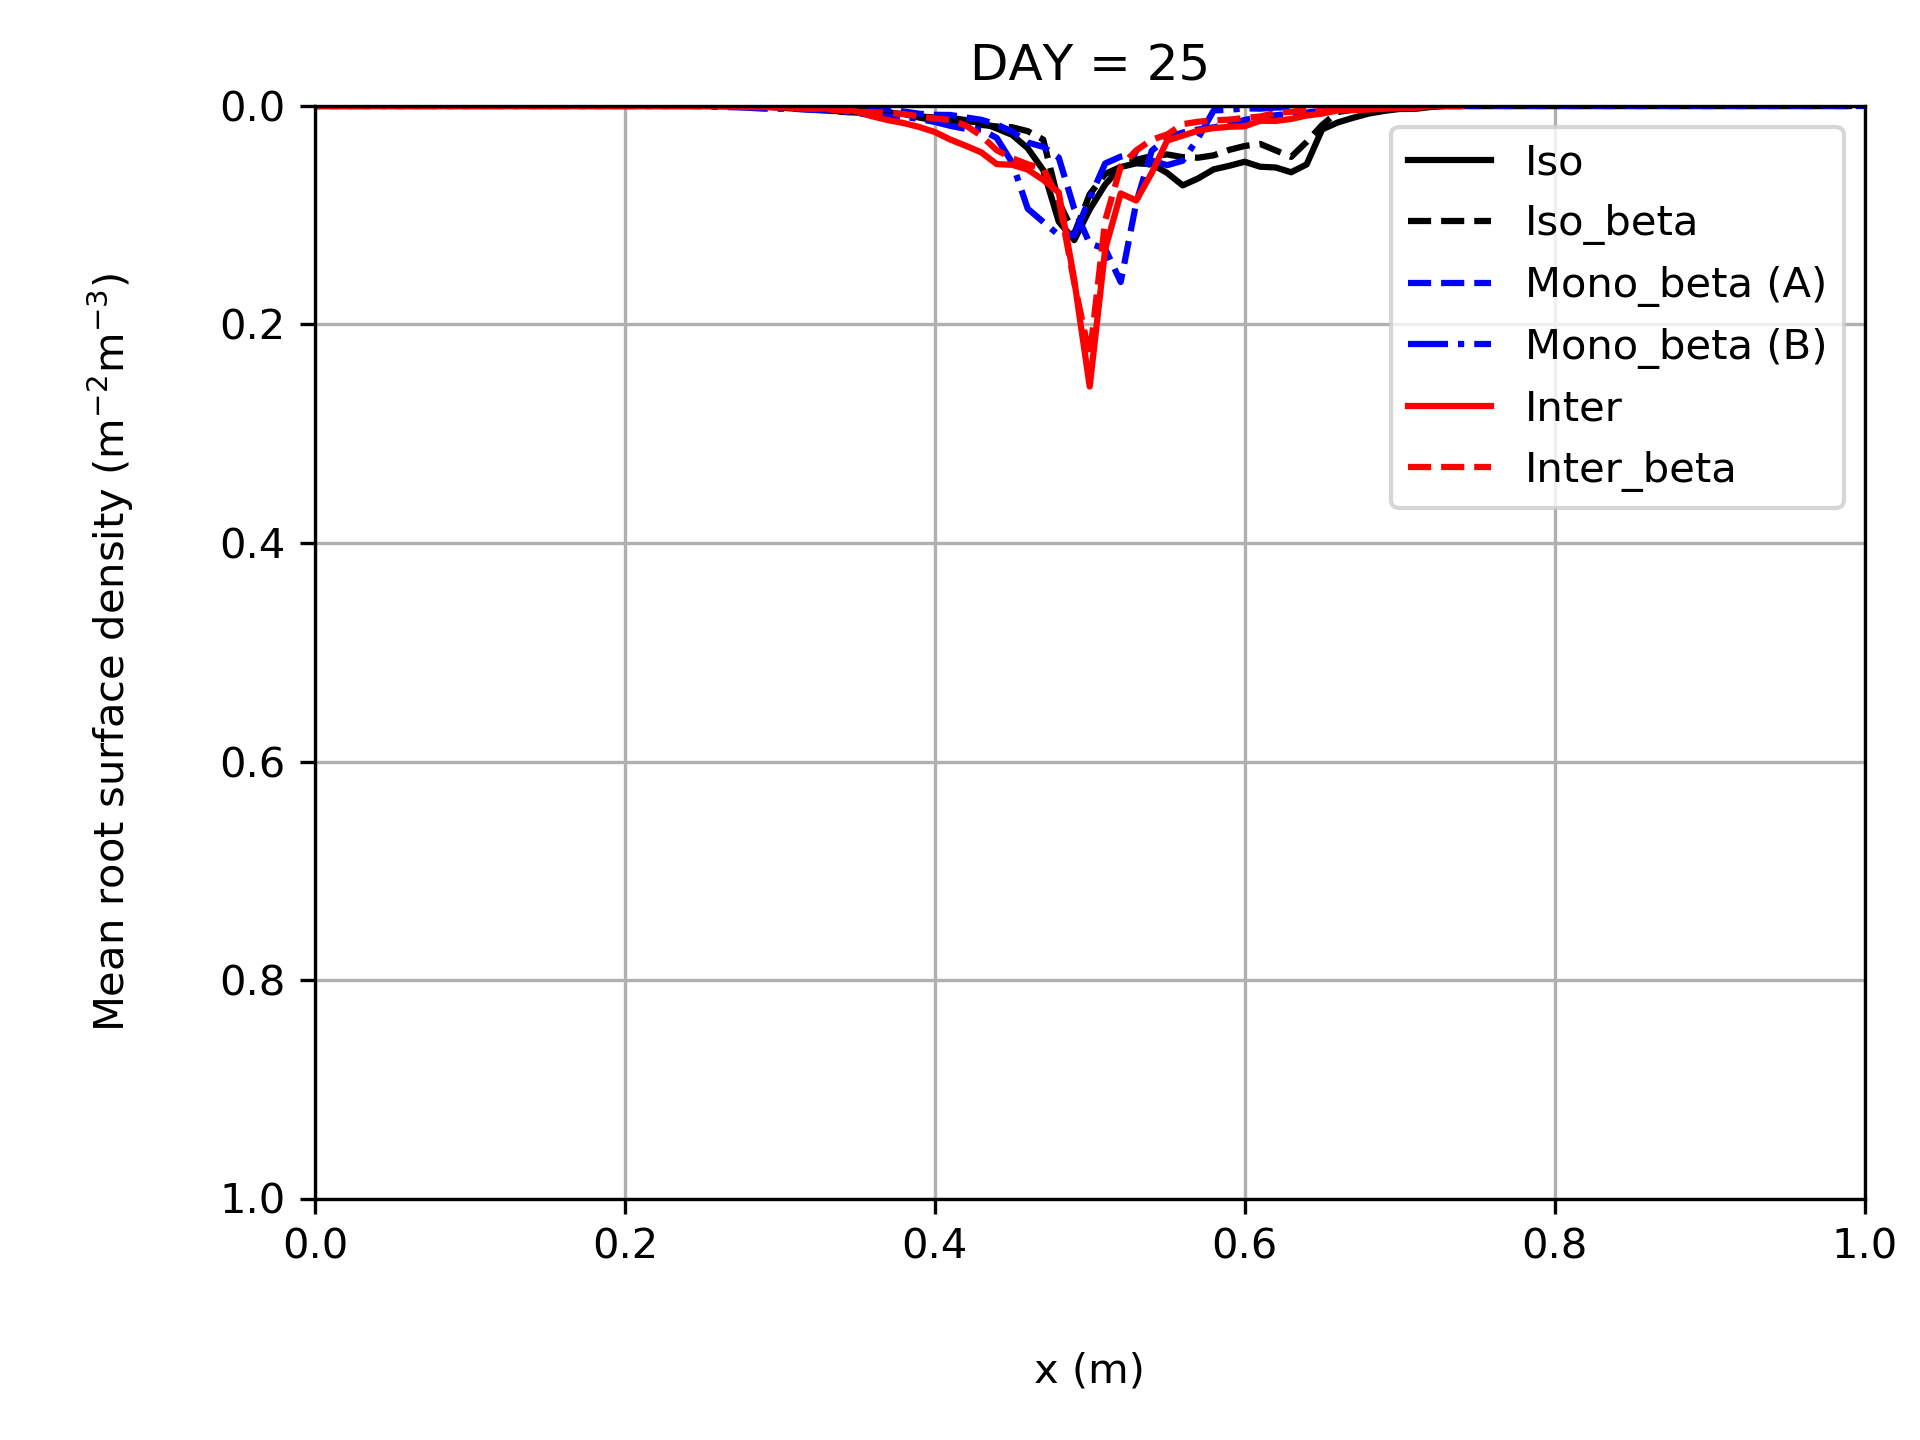 DAY = 25
Mean root surface density (m⁻²m⁻³)
0.0
0.2
0.4
0.6
0.8
1.0
Iso
Iso_beta
Mono_beta (A)
Mono_beta (B)
Inter
Inter_beta
0.0 0.2 0.4 0.6 0.8 1.0
x (m)